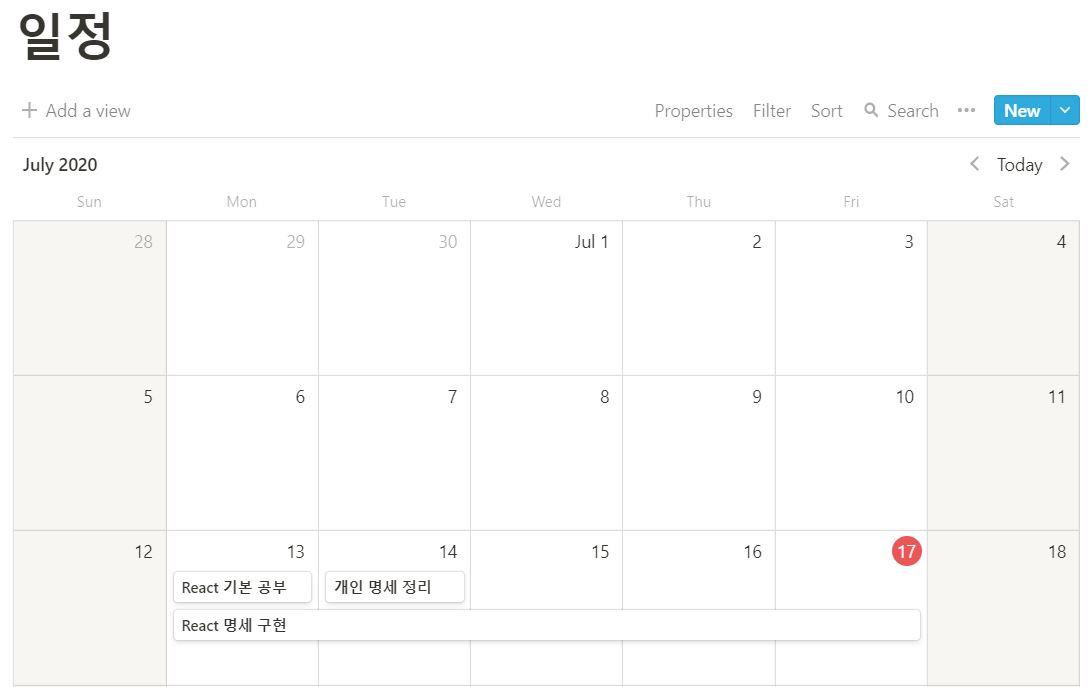 일정
Add a view Properties Filter Sort Search ••• New
July 2020 Today
Sun Mon Tue Wed Thu Fri Sat
28 29 30 Jul 1 2 3 4
5 6 7 8 9 10 11
12 13 14 15 16 17 18
React 기본 공부 개인 명세 정리
React 명세 구현